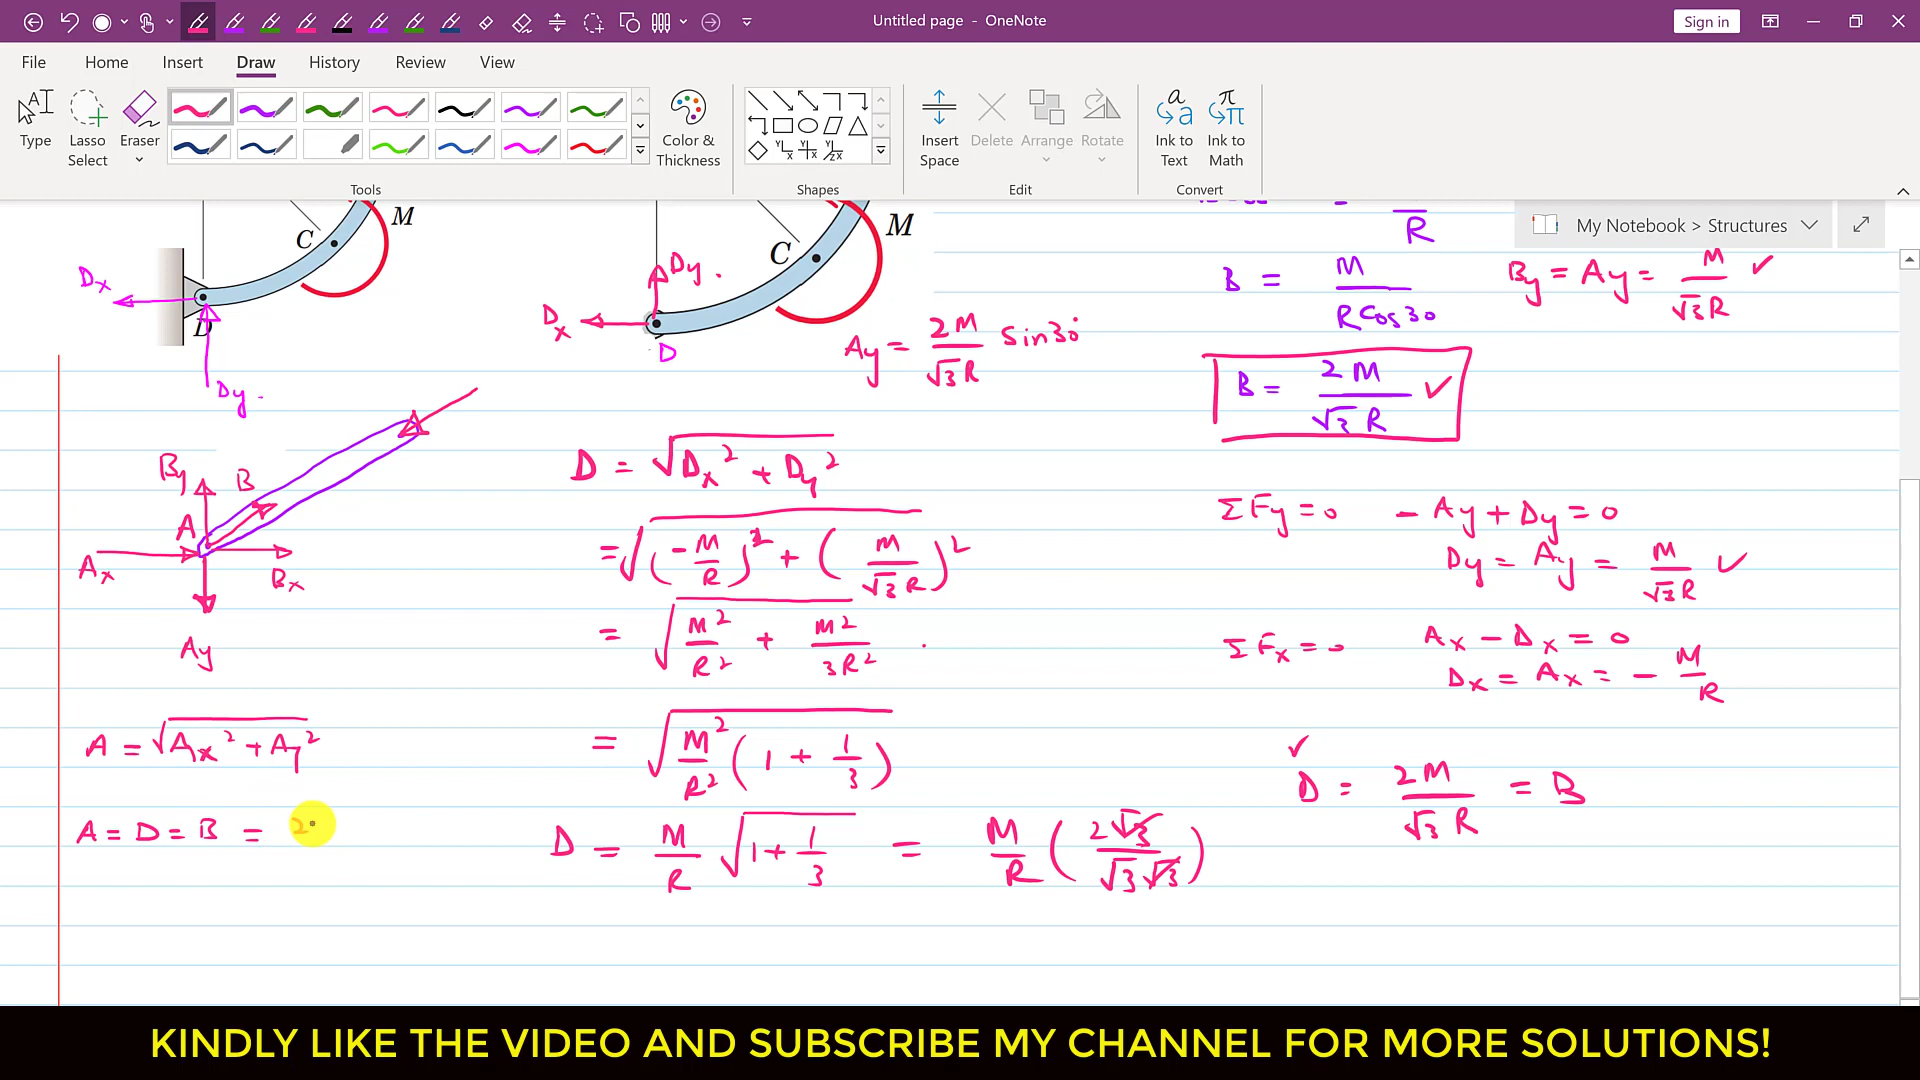 Untitled page - OneNote
Sign in
File Home Insert Draw History Review View
Type
Lasso Select
Eraser
Color & Thickness
Insert Space
Delete
Arrange
Rotate
Ink to Text
Ink to Math
Tools
Shapes
Edit
Convert
My Notebook > Structures
C
M
Dx
D
Dy.
C
M
Dy.
Dx
D
Ay = 2M/√3R Sin30
R
B = M/RCos30
By = Ay = M/√3R ✓
B = 2M/√3R ✓
By
B
A
Ax
Bx
Ay
A = √Ax² + Ay²
A = D = B = 2
D = √Dx² + Dy²
= √(-M/R)² + (M/√3R)²
= √M²/R² + M²/3R²
= √M²/R² (1 + 1/3)
D = M/R √1+1/3 = M/R (2√3/√3√3)
ΣFy = 0 - Ay + Dy = 0
Dy = Ay = M/√3R ✓
ΣFx = 0 Ax - Dx = 0
Dx = Ax = - M/R
✓
D = 2M/√3R = B
KINDLY LIKE THE VIDEO AND SUBSCRIBE MY CHANNEL FOR MORE SOLUTIONS!